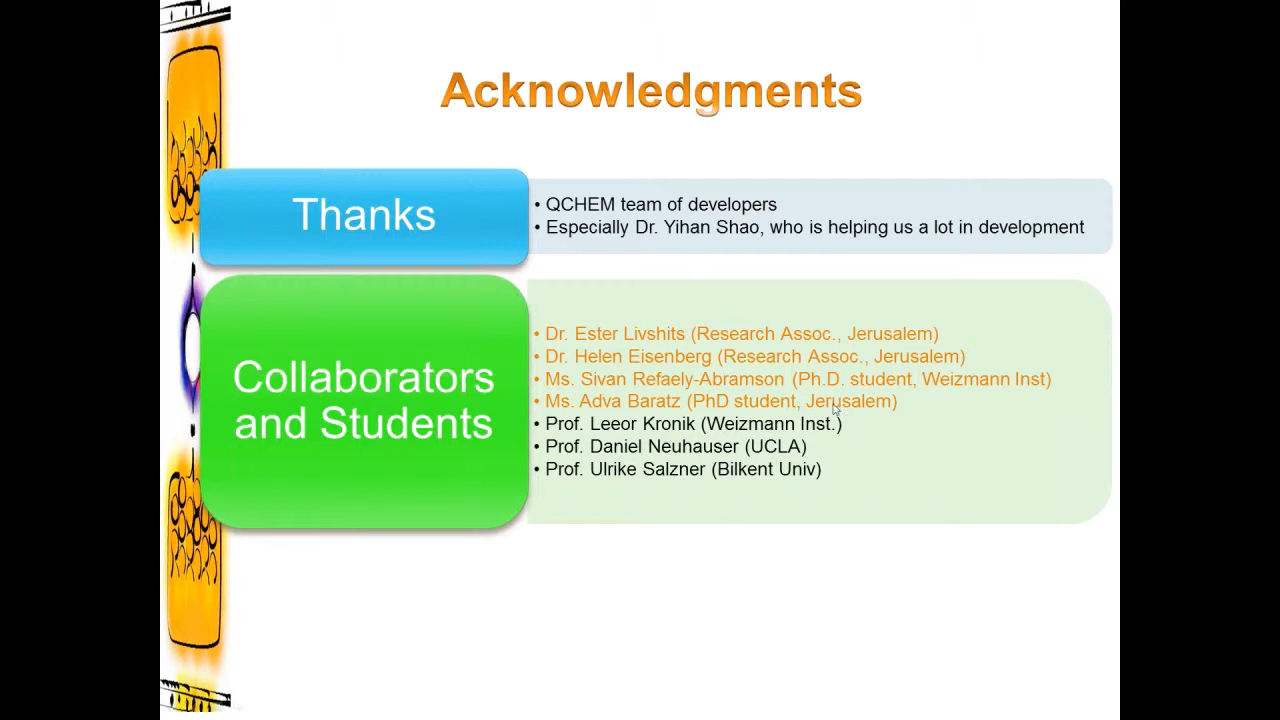 Acknowledgments
Thanks
• QCHEM team of developers
• Especially Dr. Yihan Shao, who is helping us a lot in development
Collaborators
and Students
• Dr. Ester Livshits (Research Assoc., Jerusalem)
• Dr. Helen Eisenberg (Research Assoc., Jerusalem)
• Ms. Sivan Refaely-Abramson (Ph.D. student, Weizmann Inst)
• Ms. Adva Baratz (PhD student, Jerusalem)
• Prof. Leeor Kronik (Weizmann Inst.)
• Prof. Daniel Neuhauser (UCLA)
• Prof. Ulrike Salzner (Bilkent Univ)